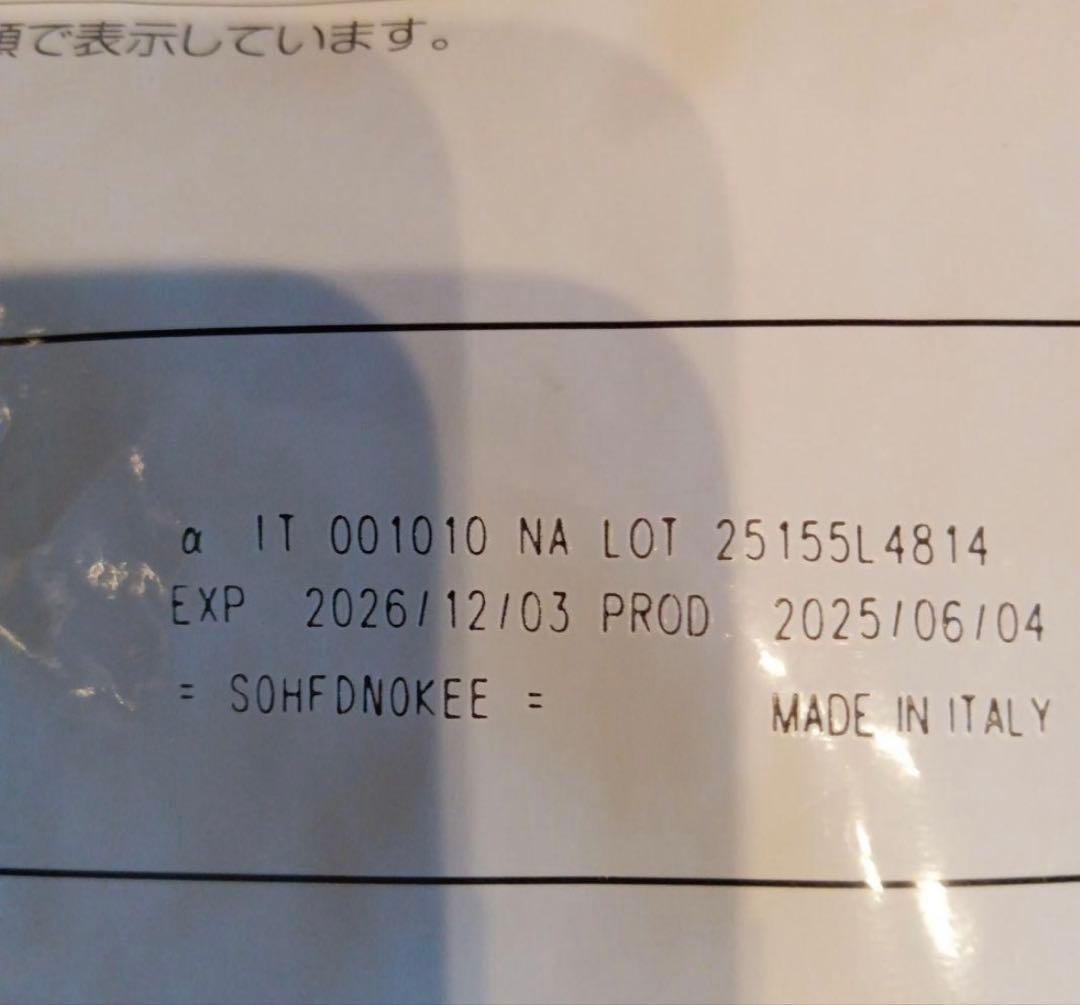 順で表示しています。
α IT 001010 NA LOT 25155L4814
EXP 2026/12/03 PROD 2025/06/04
= SOHFDNOKEE = MADE IN ITALY